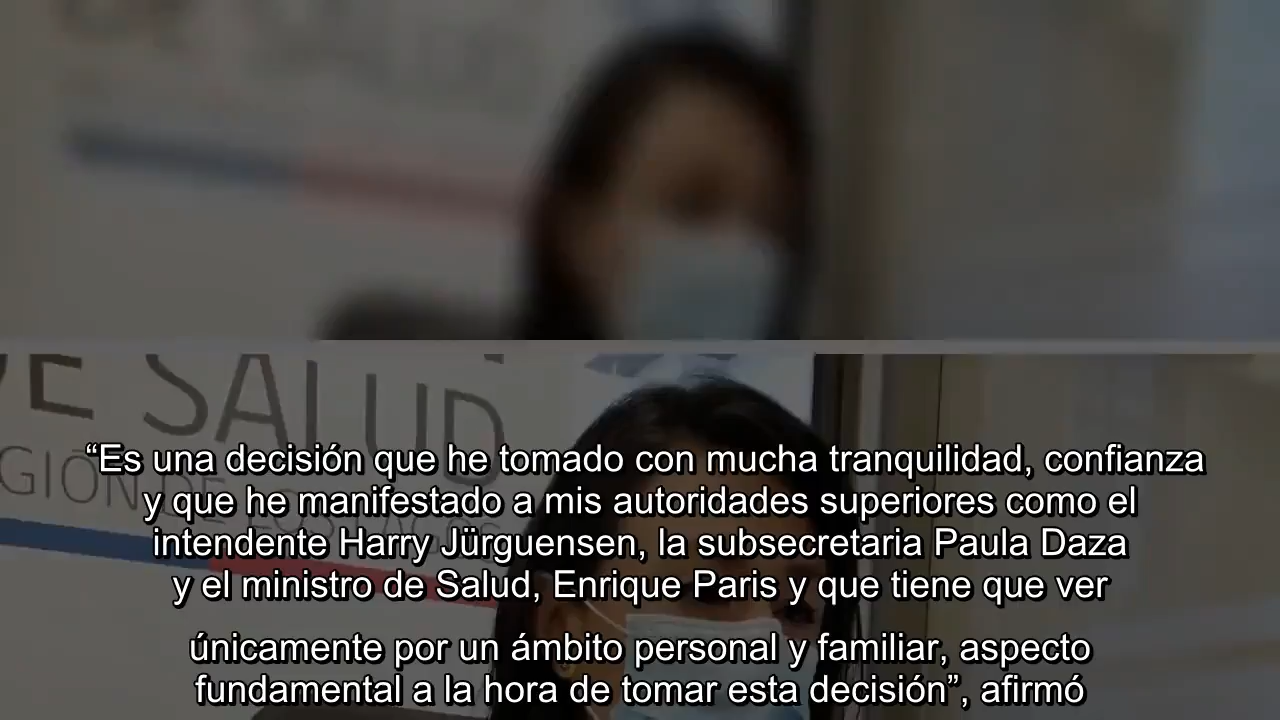 DE SALUD
“Es una decisión que he tomado con mucha tranquilidad, confianza
y que he manifestado a mis autoridades superiores como el
intendente Harry Jürguensen, la subsecretaria Paula Daza
y el ministro de Salud, Enrique Paris y que tiene que ver
únicamente por un ámbito personal y familiar, aspecto
fundamental a la hora de tomar esta decisión”, afirmó